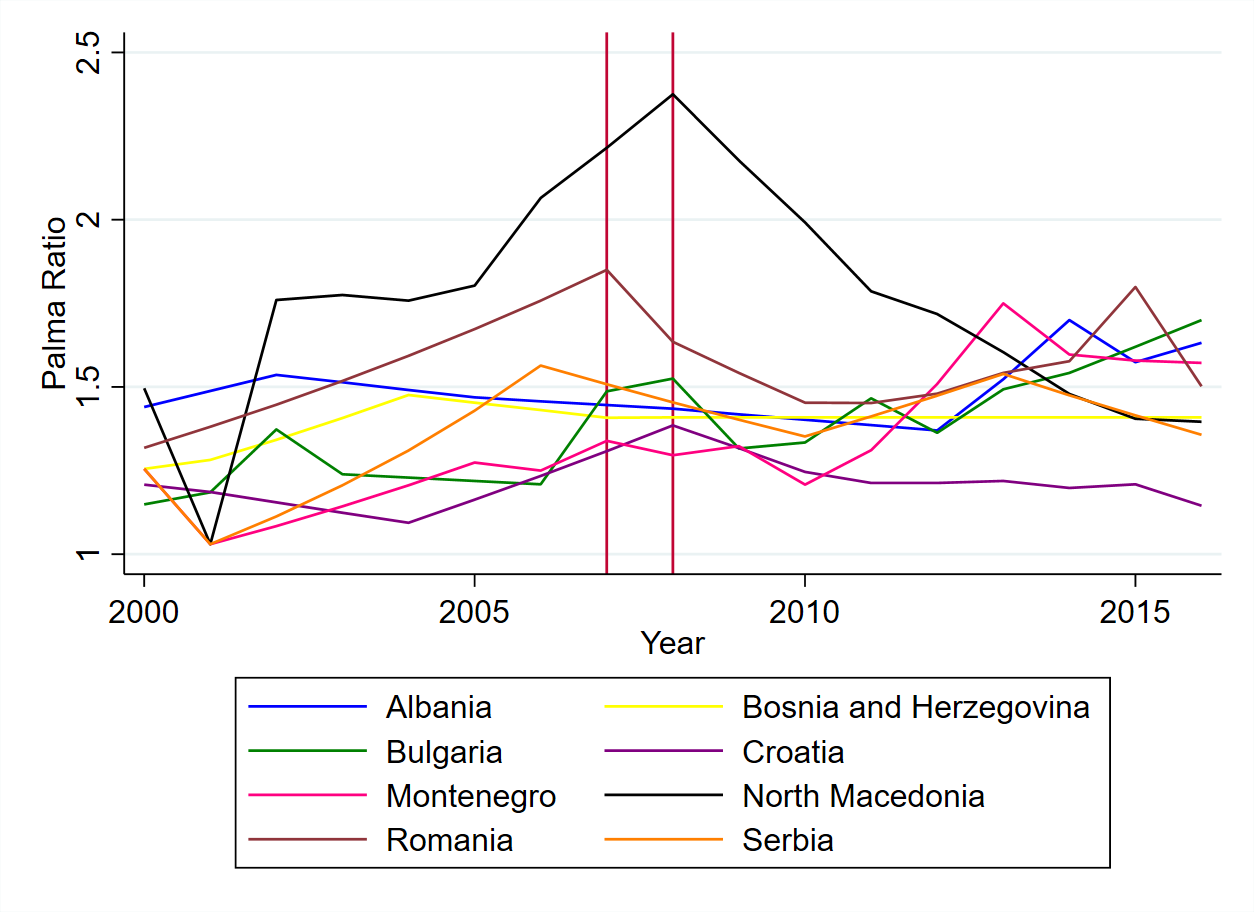 2.5
2
1.5
1
Palma Ratio
2000 2005 2010 2015
Year
Albania Bosnia and Herzegovina
Bulgaria Croatia
Montenegro North Macedonia
Romania Serbia